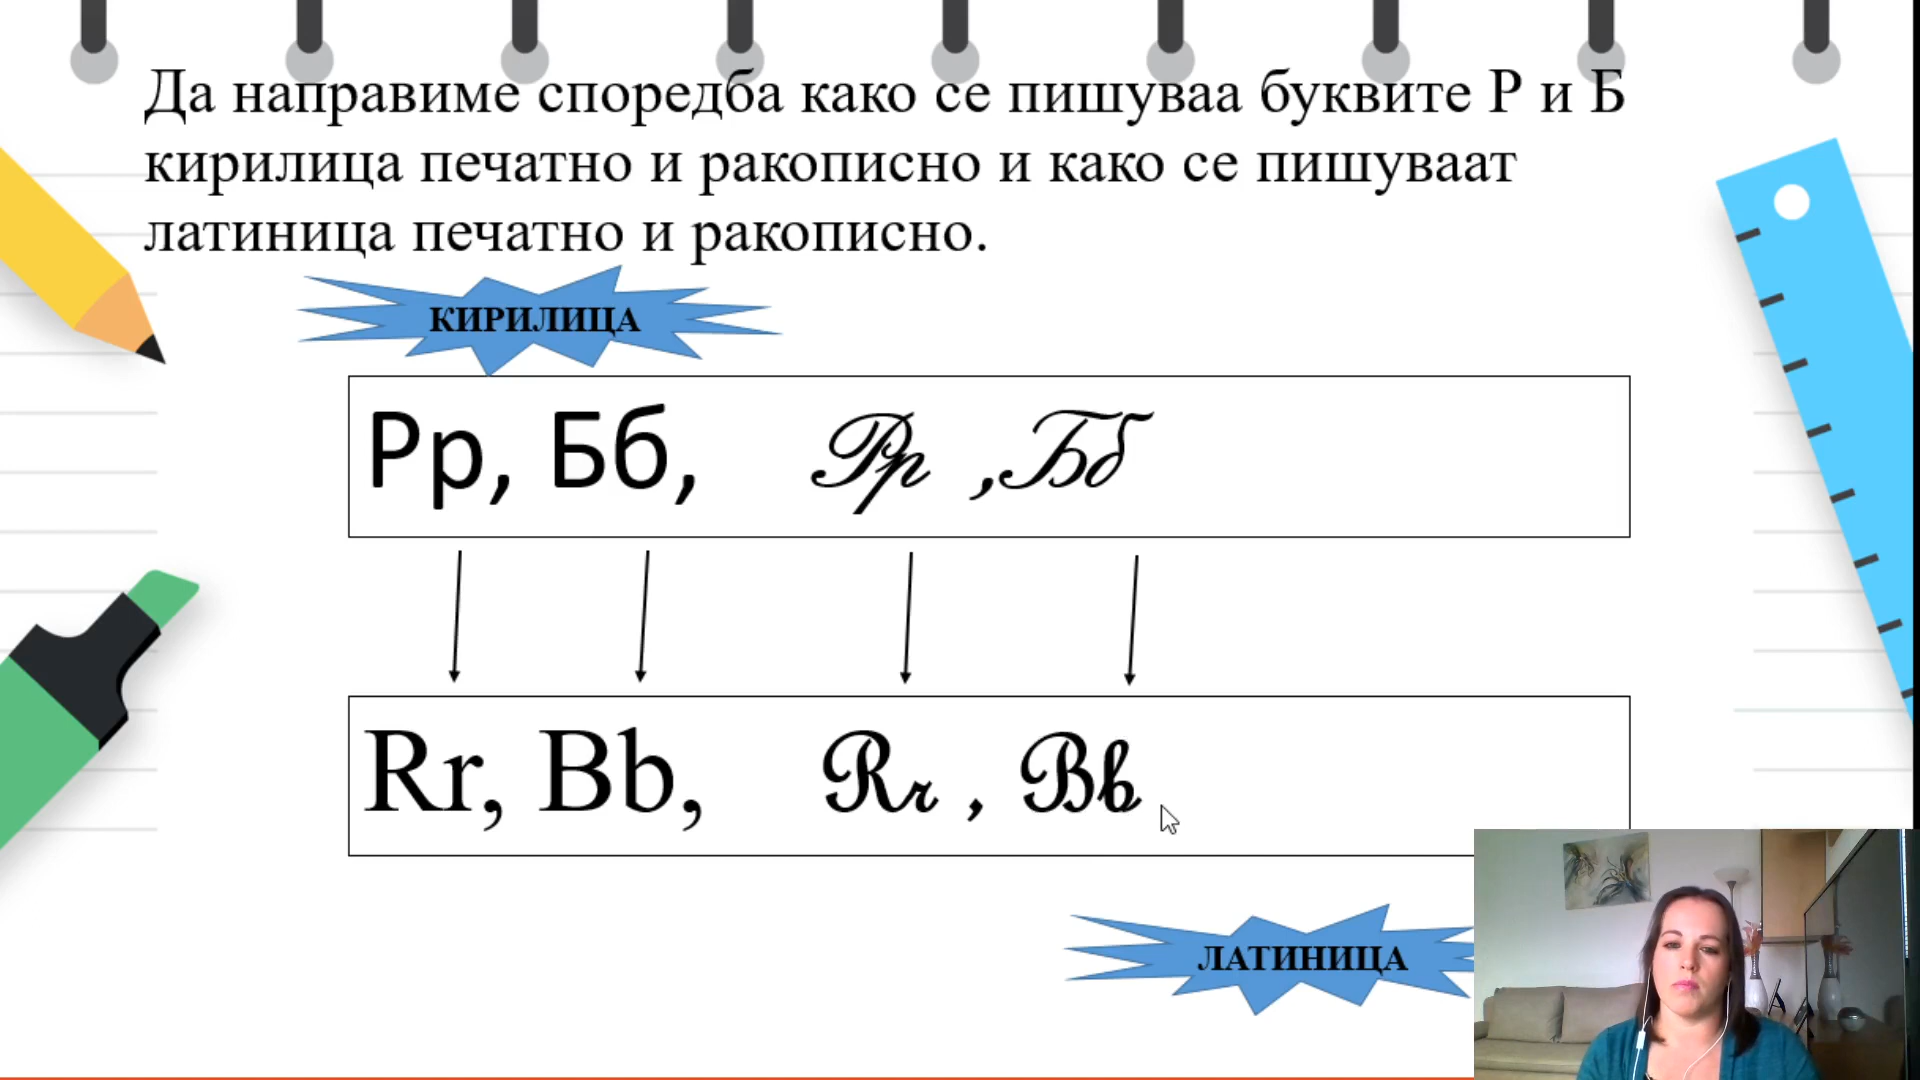 Да направиме споредба како се пишуваа буквите Р и Б
кирилица печатно и ракописно и како се пишуваат
латиница печатно и ракописно.
КИРИЛИЦА
Рр, Бб, Рр ,Бб
Rr, Bb, Rr , Bb
ЛАТИНИЦА